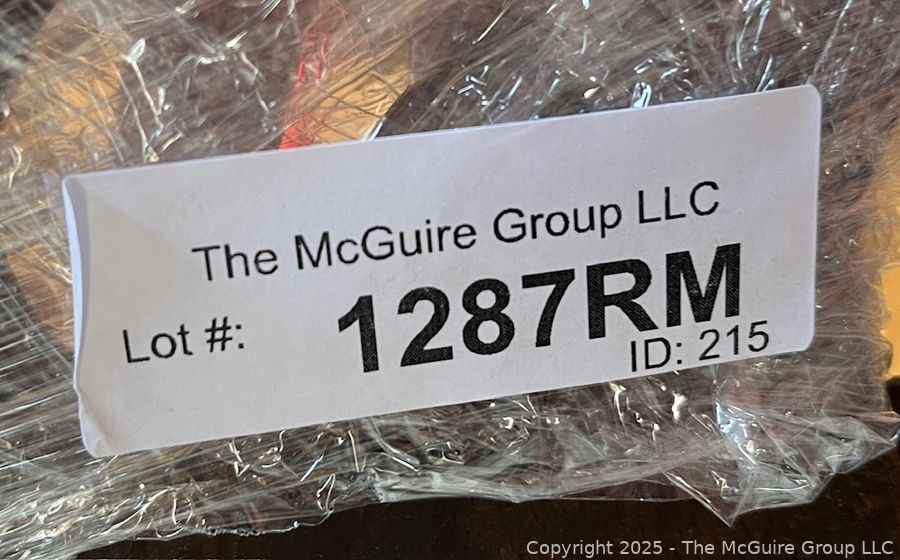 The McGuire Group LLC
Lot #: 1287RM
ID: 215
Copyright 2025 - The McGuire Group LLC